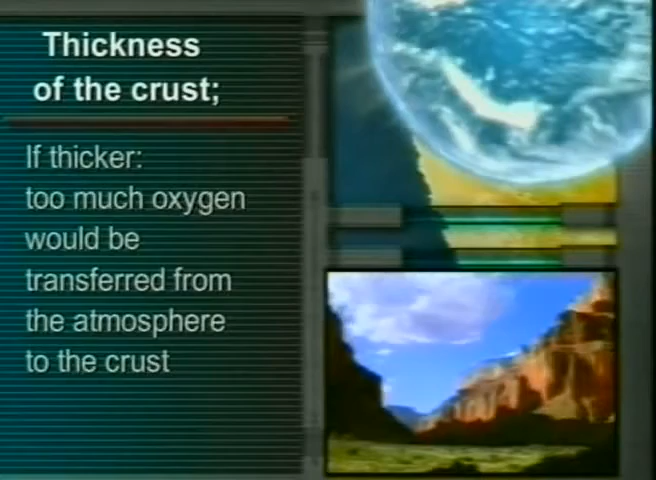 Thickness
of the crust;
If thicker:
too much oxygen
would be
transferred from
the atmosphere
to the crust